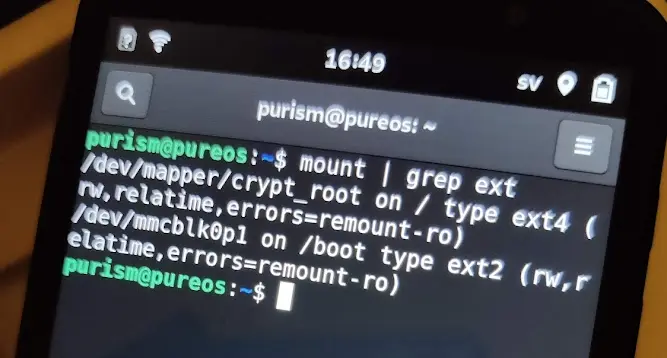 16:49
sv
purism@pureos: ~
purism@pureos:~$ mount | grep ext
/dev/mapper/crypt_root on / type ext4 (
rw,relatime,errors=remount-ro)
/dev/mmcblk0p1 on /boot type ext2 (rw,r
elatime,errors=remount-ro)
purism@pureos:~$